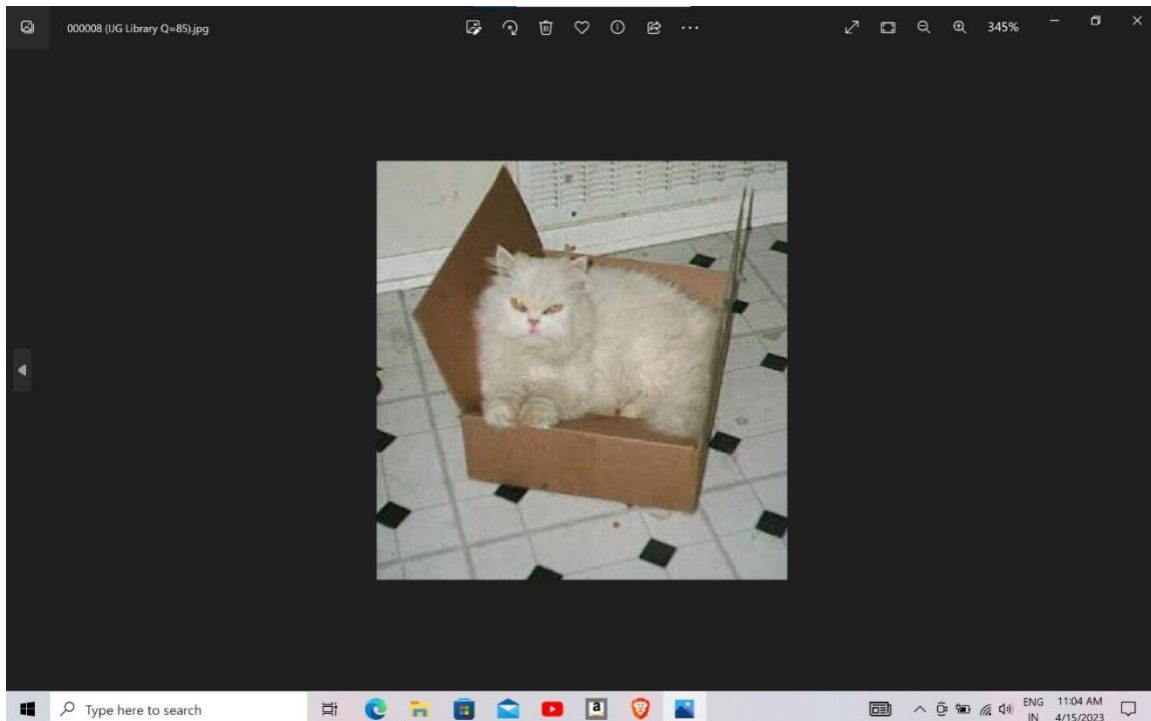 000008 (IJG Library Q=85).jpg
345%
Type here to search
a
ENG
IN
11:04 AM
4/15/2023